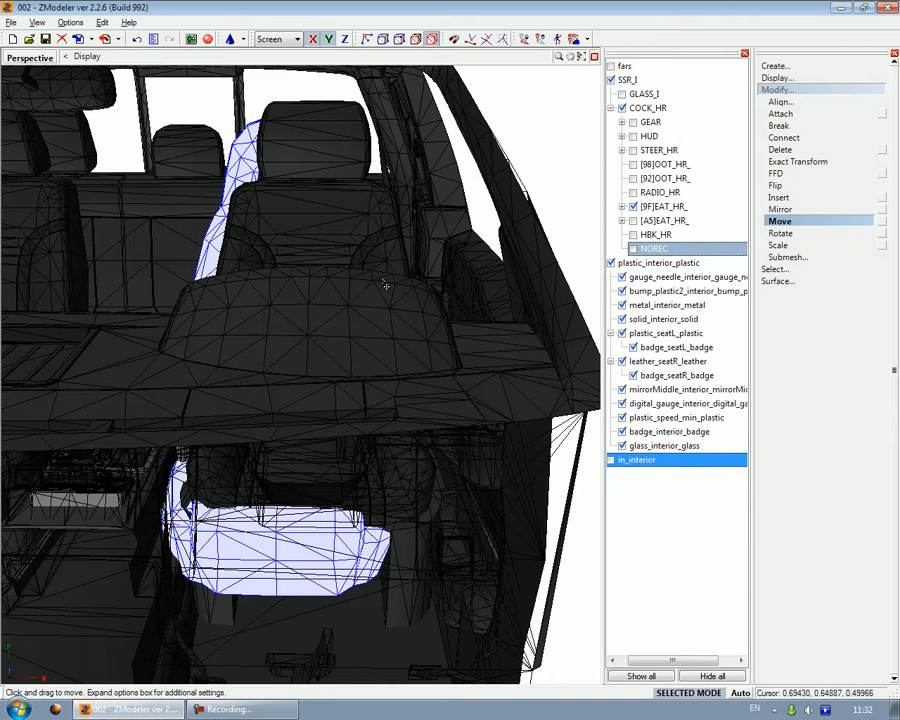 002 - ZModeler ver 2.2.6 (Build 992)
File View Options Edit Help
Screen X Y Z
Perspective < Display
fars
SSR_I
GLASS_I
COCK_HR
GEAR
HUD
STEER_HR
[98]OOT_HR_
[92]OOT_HR_
RADIO_HR
[9F]EAT_HR_
[A5]EAT_HR_
HBK_HR
NOREC
plastic_interior_plastic
gauge_needle_interior_gauge_n
bump_plastic2_interior_bump_p
metal_interior_metal
solid_interior_solid
plastic_seatL_plastic
badge_seatL_badge
leather_seatR_leather
badge_seatR_badge
mirrorMiddle_interior_mirrorMi
digital_gauge_interior_digital_ga
plastic_speed_min_plastic
badge_interior_badge
glass_interior_glass
in_interior
Show all Hide all
Create...
Display...
Modify...
Align...
Attach
Break
Connect
Delete
Exact Transform
FFD
Flip
Insert
Mirror
Move
Rotate
Scale
Submesh...
Select...
Surface...
Click and drag to move. Expand options box for additional settings.
SELECTED MODE Auto Cursor: 0.69430, 0.64887, 0.49966
002 - ZModeler ver 2....
Recording...
EN 11:32